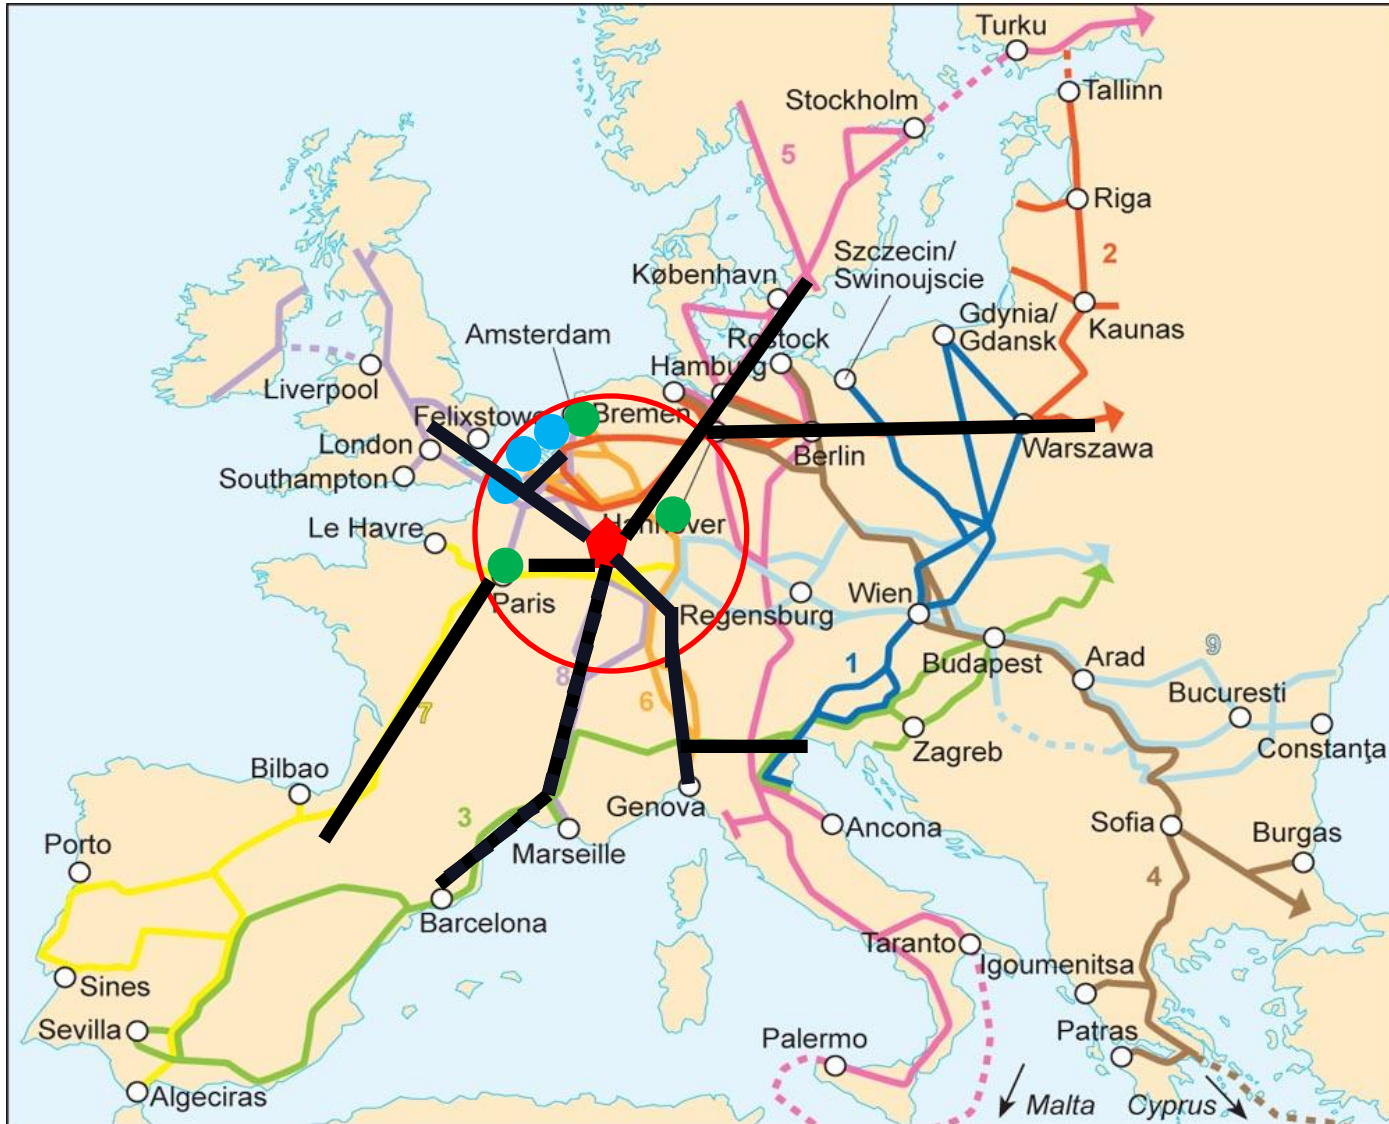 Turku
Tallinn
Stockholm
5
Riga
2
Szczecin/
Swinoujscie
København
Gdynia/
Gdansk
Kaunas
Amsterdam
Rostock
Hamburg
Liverpool
Felixstowe
Bremen
London
Southampton
Berlin
Warszawa
Le Havre
Hannover
Paris
Regensburg
Wien
Budapest
Arad
9
8
1
6
7
Bucuresti
Constanţa
Zagreb
Bilbao
Genova
3
Marseille
Ancona
Sofia
Burgas
Porto
4
Barcelona
Taranto
Igoumenitsa
Sines
Sevilla
Palermo
Patras
Algeciras
Malta
Cyprus